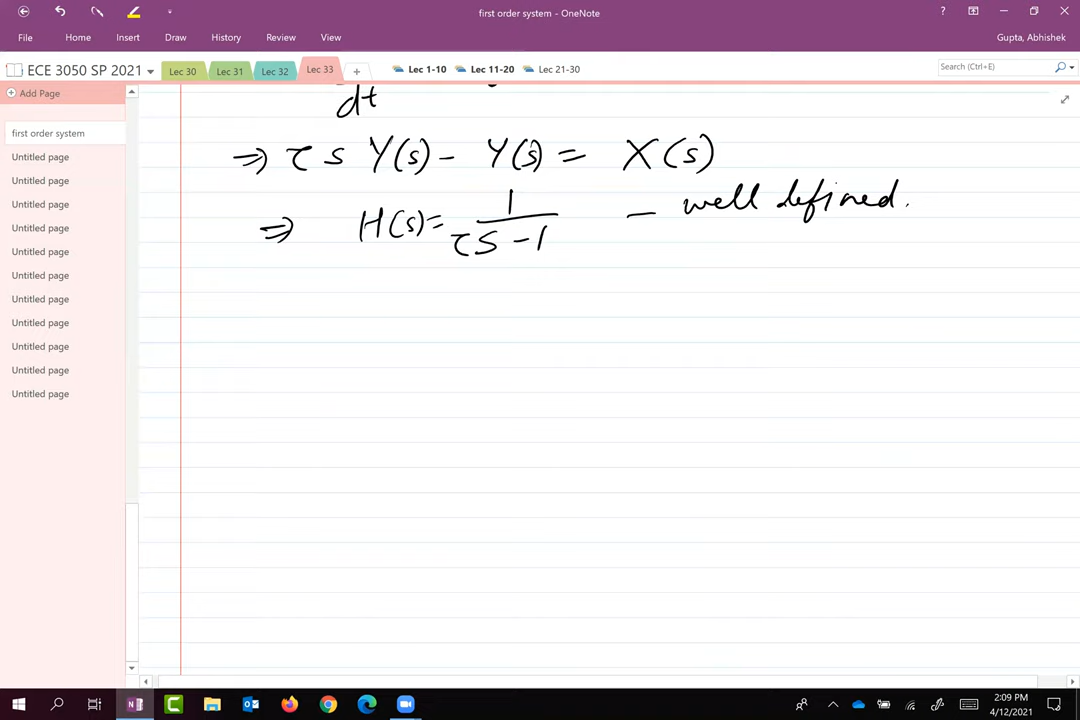 first order system - OneNote
File Home Insert Draw History Review View
Gupta, Abhishek
ECE 3050 SP 2021
Lec 30 Lec 31 Lec 32 Lec 33 + Lec 1-10 Lec 11-20 Lec 21-30
Search (Ctrl+E)
Add Page
first order system
Untitled page
Untitled page
Untitled page
Untitled page
Untitled page
Untitled page
Untitled page
Untitled page
Untitled page
Untitled page
Untitled page
dt
⇒ τ s Y(s) - Y(s) = X(s)
⇒ H(s) = 1 / (τs - 1) — well defined.
2:09 PM
4/12/2021